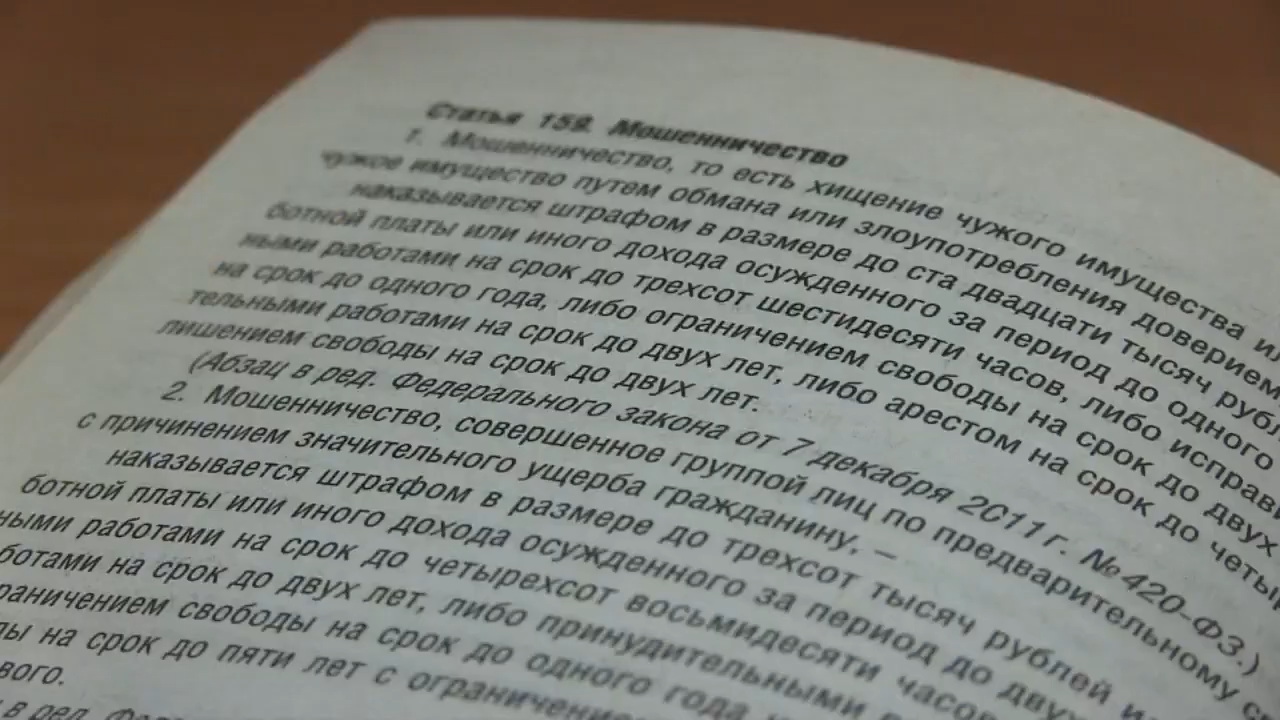 Статья 159. Мошенничество
1. Мошенничество, то есть хищение чужого имущества
чужое имущество путем обмана или злоупотребления доверием
наказывается штрафом в размере до ста двадцати тысяч
ботной платы или иного дохода осужденного за период до одного
ными работами на срок до трехсот шестидесяти часов, либо
на срок до одного года, либо ограничением свободы на срок до двух
тельными работами на срок до двух лет, либо арестом на срок до
лишением свободы на срок до двух лет.
(Абзац в ред. Федерального закона от 7 декабря 2011 г. № 420-ФЗ.)
2. Мошенничество, совершенное группой лиц по предварительному
с причинением значительного ущерба гражданину, –
наказывается штрафом в размере до трехсот тысяч рублей
ботной платы или иного дохода осужденного за период до
ными работами на срок до четырехсот восьмидесяти часов
ботами на срок до двух лет, либо принудительными
раничением свободы на срок до одного года
ы на срок до пяти лет с ограничением
вого.
в ред.